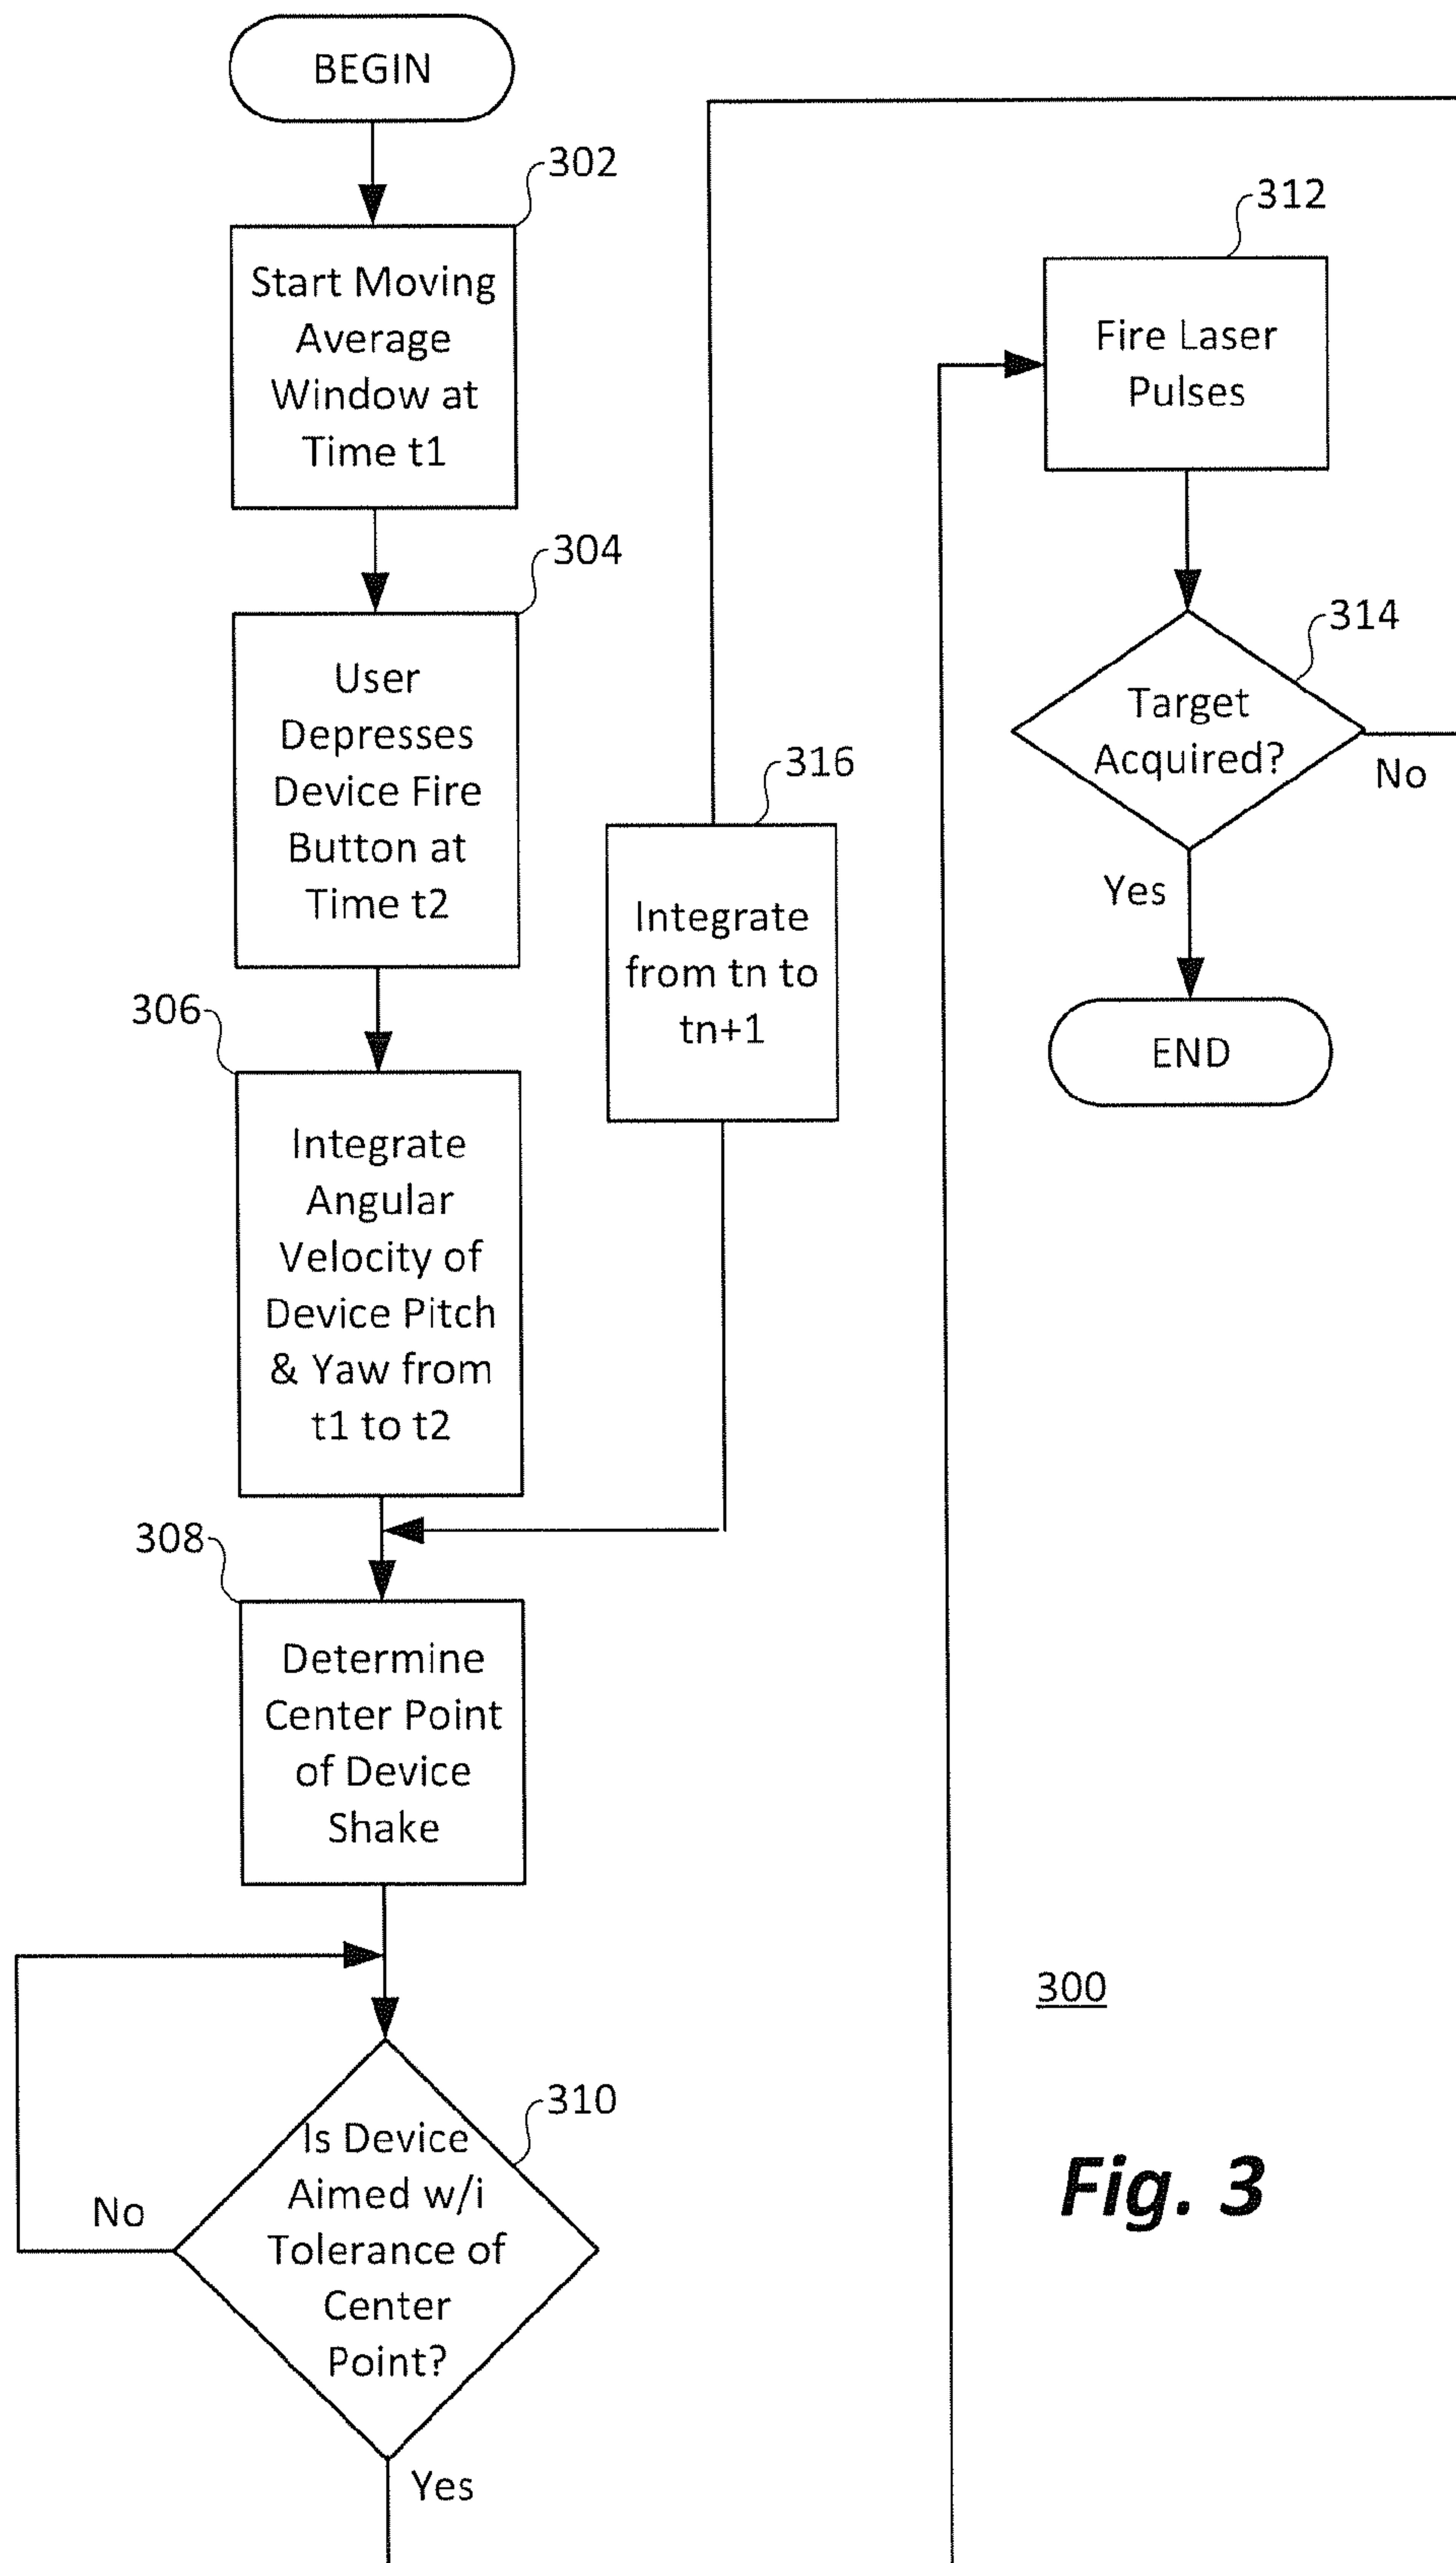 BEGIN
302
Start Moving
Average
Window at
Time t1
304
User
Depresses
Device Fire
Button at
Time t2
306
Integrate
Angular
Velocity of
Device Pitch
& Yaw from
t1 to t2
308
Determine
Center Point
of Device
Shake
310
Is Device
Aimed w/i
Tolerance of
Center
Point?
No
Yes
312
Fire Laser
Pulses
314
Target
Acquired?
No
Yes
END
316
Integrate
from tn to
tn+1
300
Fig. 3